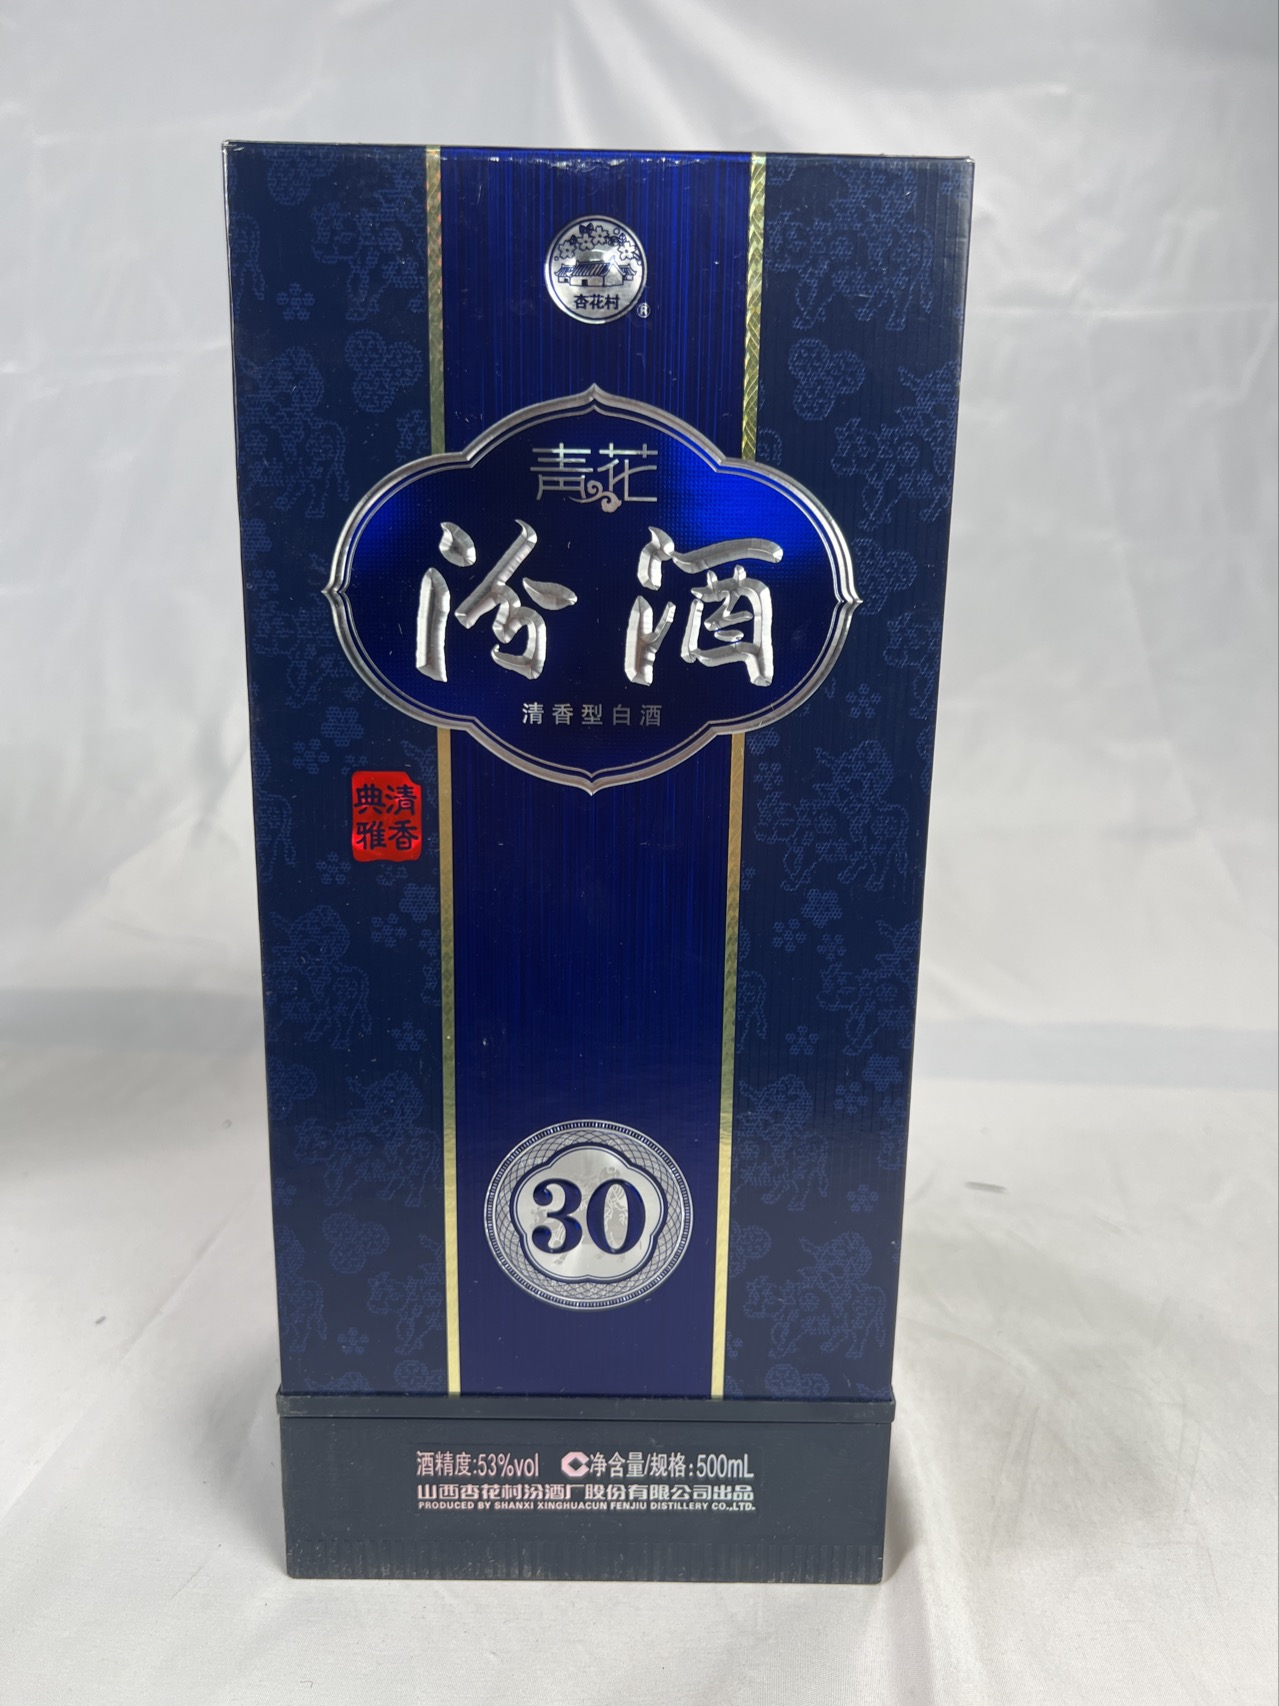 杏花村
®
青花
汾酒
清香型白酒
清香
典雅
30
酒精度:53%vol 净含量/规格:500mL
山西杏花村汾酒厂股份有限公司出品
PRODUCED BY SHANXI XINGHUACUN FENJIU DISTILLERY CO.,LTD.